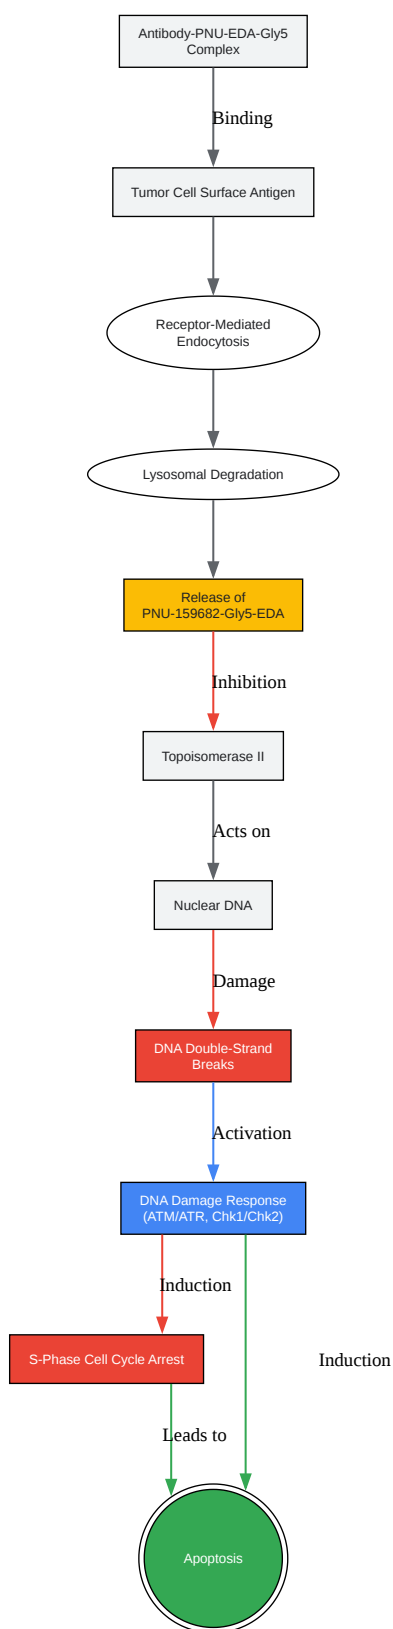 Antibody-PNU-EDA-Gly5
Complex
Binding
Tumor Cell Surface Antigen
Receptor-Mediated
Endocytosis
Lysosomal Degradation
Release of
PNU-159682-Gly5-EDA
Inhibition
Topoisomerase II
Acts on
Nuclear DNA
Damage
DNA Double-Strand
Breaks
Activation
DNA Damage Response
(ATM/ATR, Chk1/Chk2)
Induction
S-Phase Cell Cycle Arrest
Induction
Leads to
Apoptosis